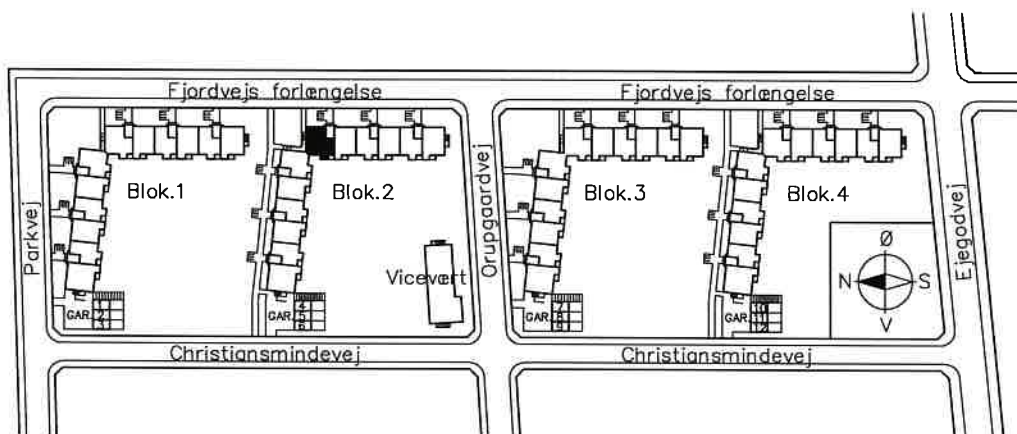 Fjordvejs forlængelse
Fjordvejs forlængelse
Parkvej
Blok.1
Blok.2
Orupgaardvej
Blok.3
Blok.4
Ejegodvej
Vicevært
Ø
N
S
V
GAR.
1
2
3
GAR.
4
5
6
GAR.
7
8
9
GAR.
10
11
12
Christiansmindevej
Christiansmindevej